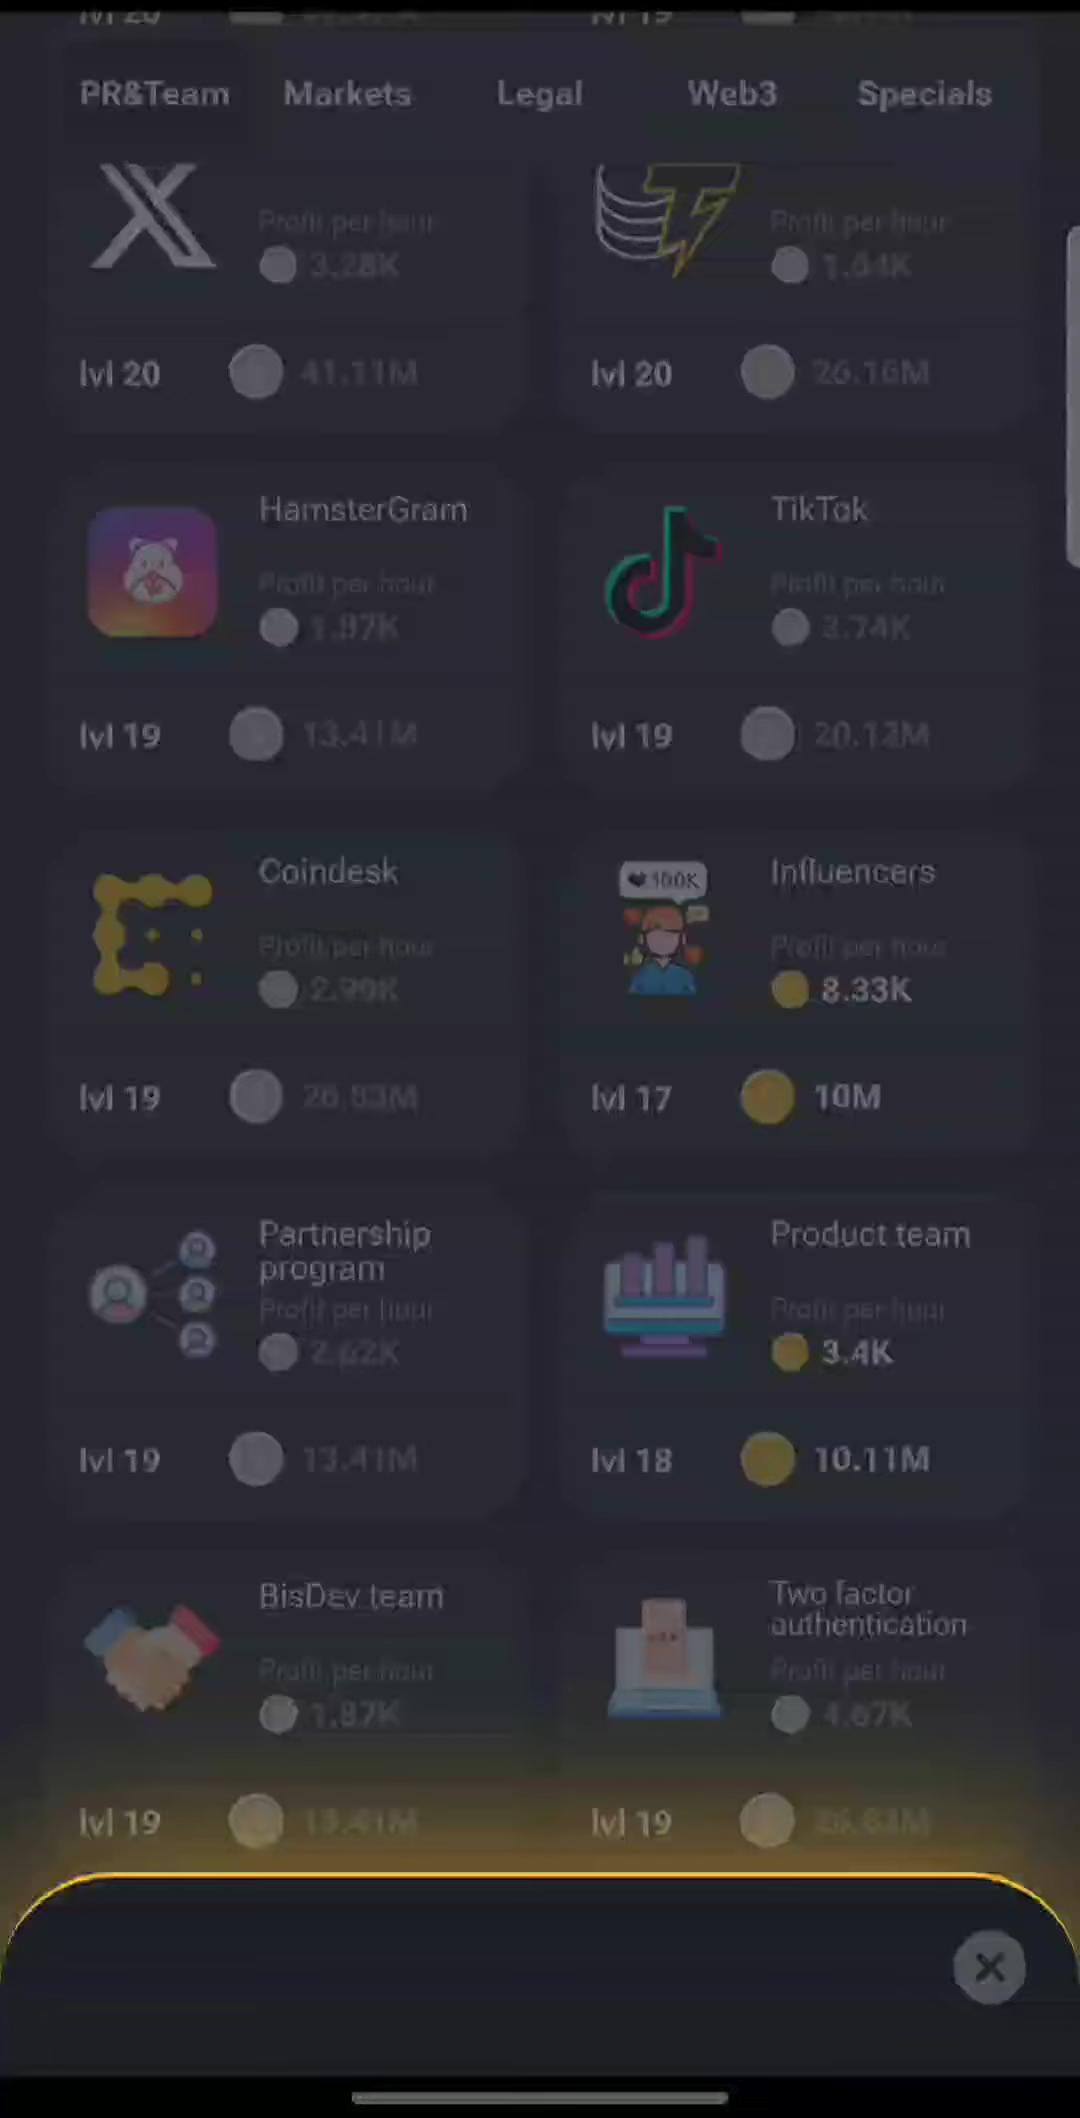 PR&Team Markets Legal Web3 Specials
Profit per hour Profit per hour
3.28K
lvl 20 41.11M lvl 20 26.16M
HamsterGram TikTok
Profit per hour Profit per hour
1.87K 3.74K
lvl 19 13.41M lvl 19 20.12M
Coindesk Influencers
100K
Profit per hour Profit per hour
2.99K 8.33K
lvl 19 26.83M lvl 17 10M
Partnership Product team
program
Profit per hour Profit per hour
2.62K 3.4K
lvl 19 13.41M lvl 18 10.11M
BisDev team Two factor
authentication
Profit per hour Profit per hour
1.87K 4.67K
lvl 19 13.41M lvl 19 26.83M